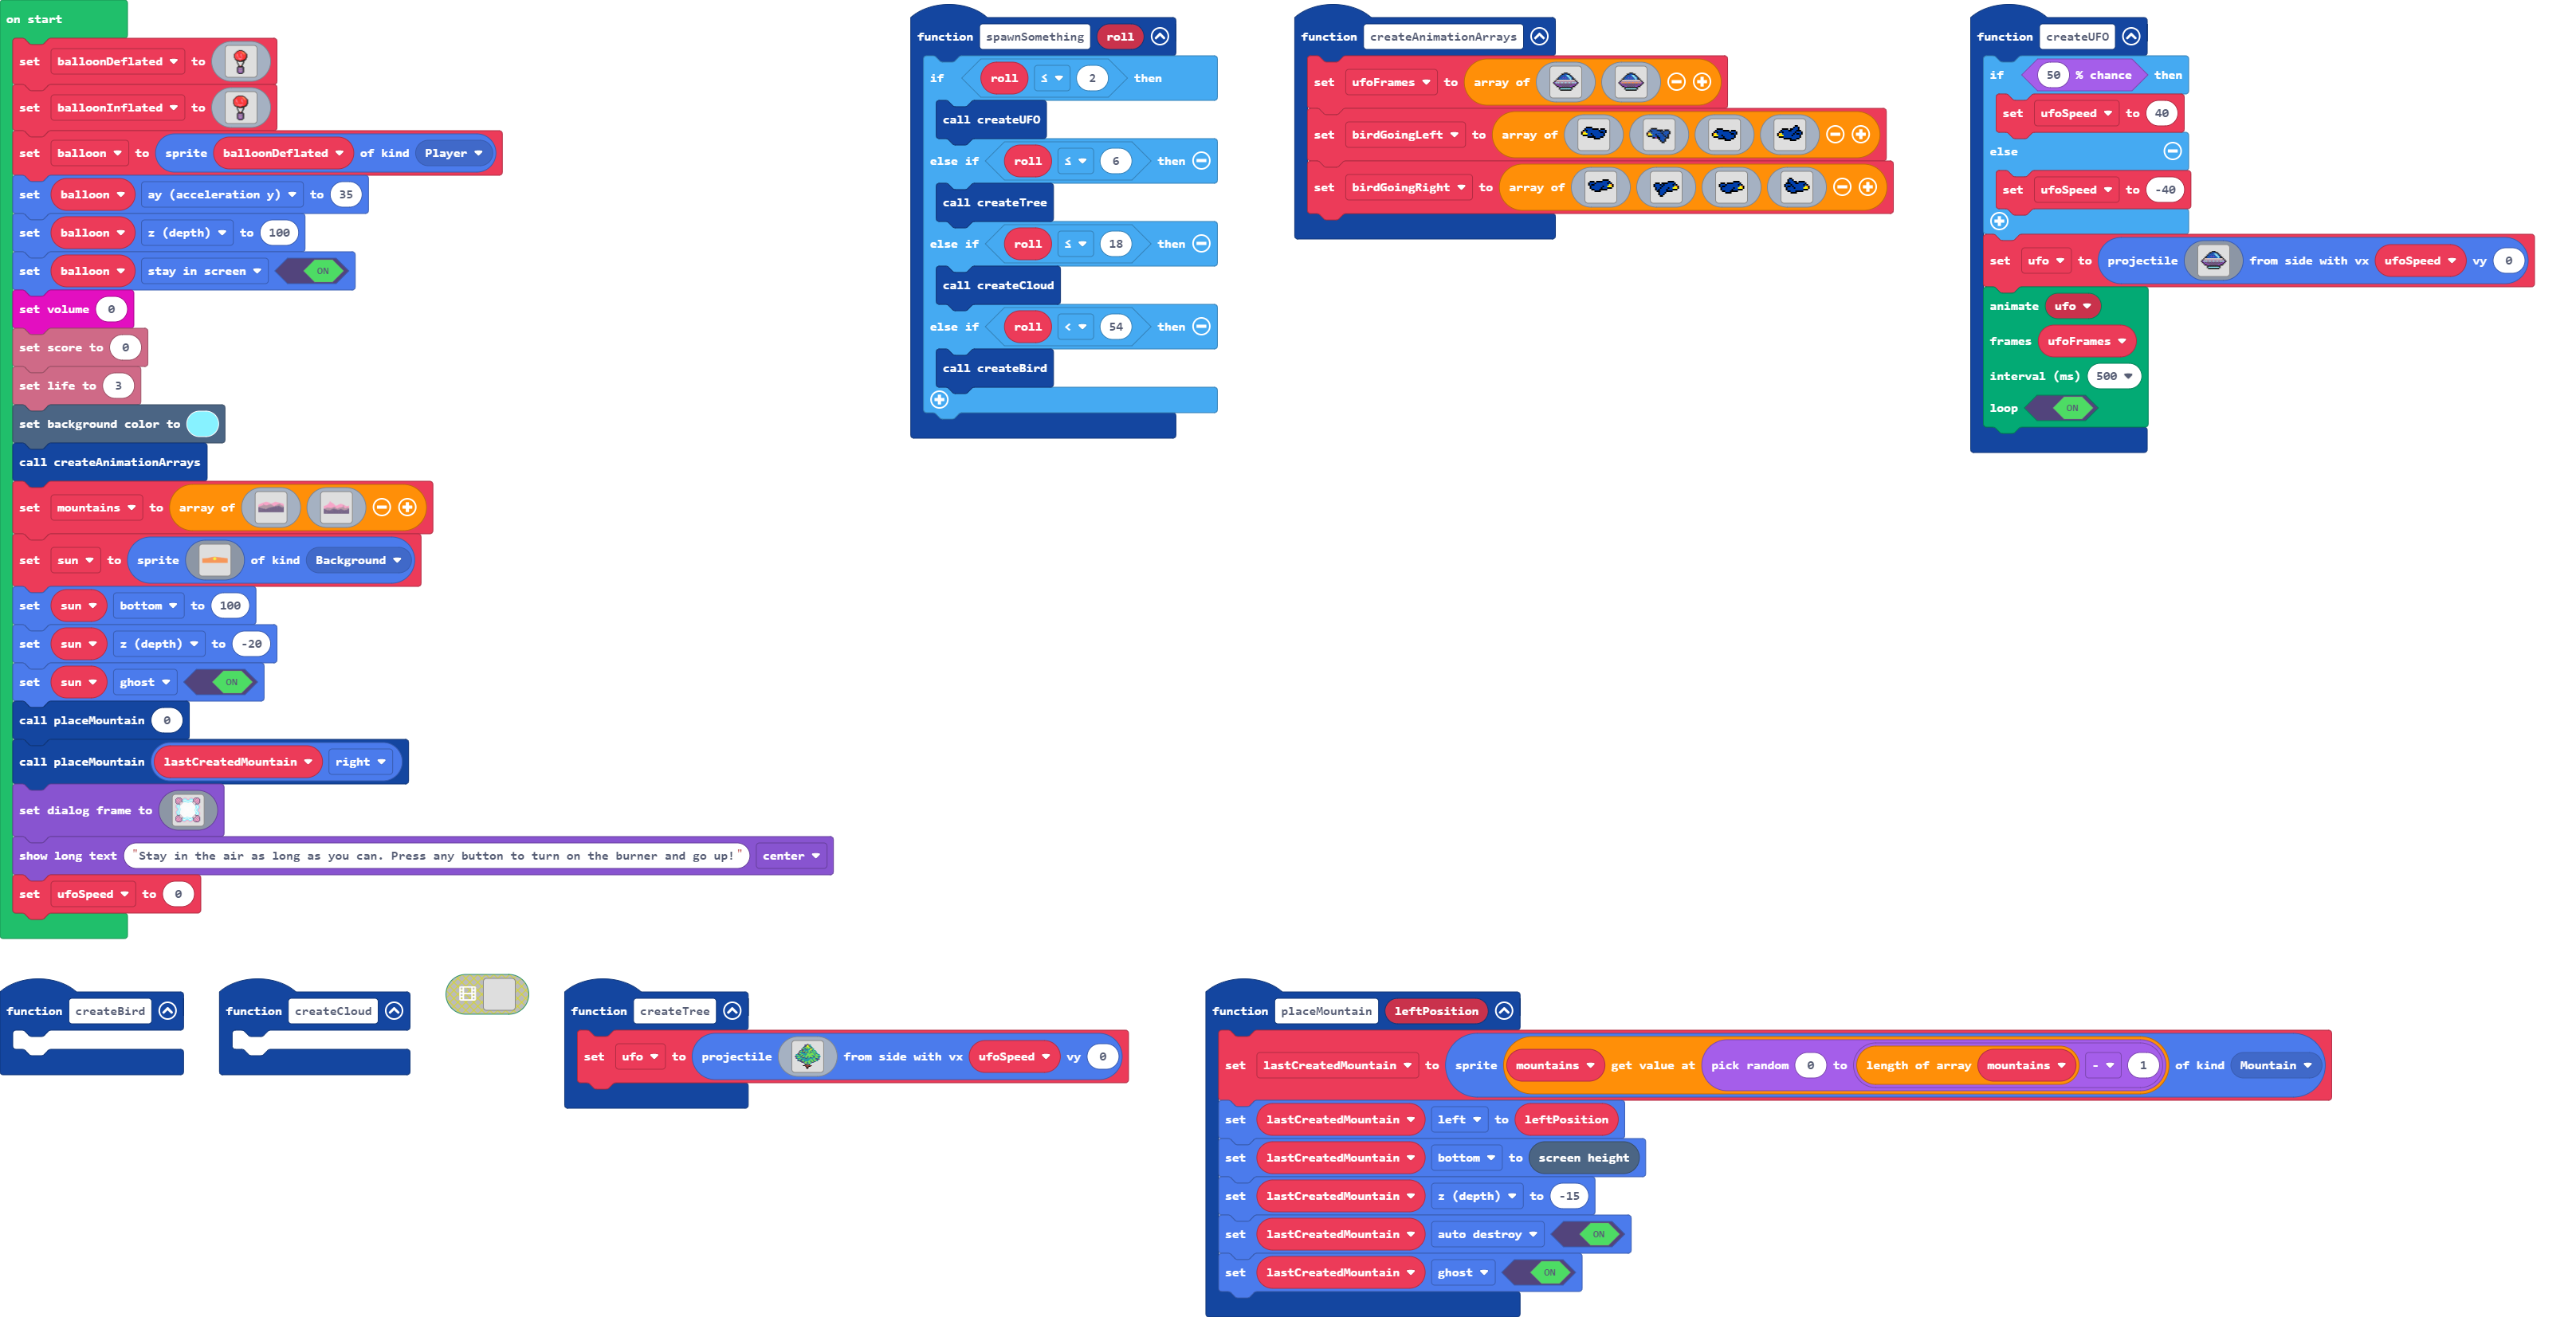 on start
set balloonDeflated to
set balloonInflated to
set balloon to sprite balloonDeflated of kind Player
set balloon ay (acceleration y) to 35
set balloon z (depth) to 100
set balloon stay in screen ON
set volume 0
set score to 0
set life to 3
set background color to
call createAnimationArrays
set mountains to array of
set sun to sprite of kind Background
set sun bottom to 100
set sun z (depth) to -20
set sun ghost ON
call placeMountain 0
call placeMountain lastCreatedMountain right
set dialog frame to
show long text "Stay in the air as long as you can. Press any button to turn on the burner and go up!" center
set ufoSpeed to 0
function spawnSomething roll
if roll ≤ 2 then
call createUFO
else if roll ≤ 6 then
call createTree
else if roll ≤ 18 then
call createCloud
else if roll < 54 then
call createBird
function createAnimationArrays
set ufoFrames to array of
set birdGoingLeft to array of
set birdGoingRight to array of
function createUFO
if 50 % chance then
set ufoSpeed to 40
else
set ufoSpeed to -40
set ufo to projectile from side with vx ufoSpeed vy 0
animate ufo
frames ufoFrames
interval (ms) 500
loop ON
function createBird
function createCloud
function createTree
set ufo to projectile from side with vx ufoSpeed vy 0
function placeMountain leftPosition
set lastCreatedMountain to sprite mountains get value at pick random 0 to length of array mountains - 1 of kind Mountain
set lastCreatedMountain left to leftPosition
set lastCreatedMountain bottom to screen height
set lastCreatedMountain z (depth) to -15
set lastCreatedMountain auto destroy ON
set lastCreatedMountain ghost ON